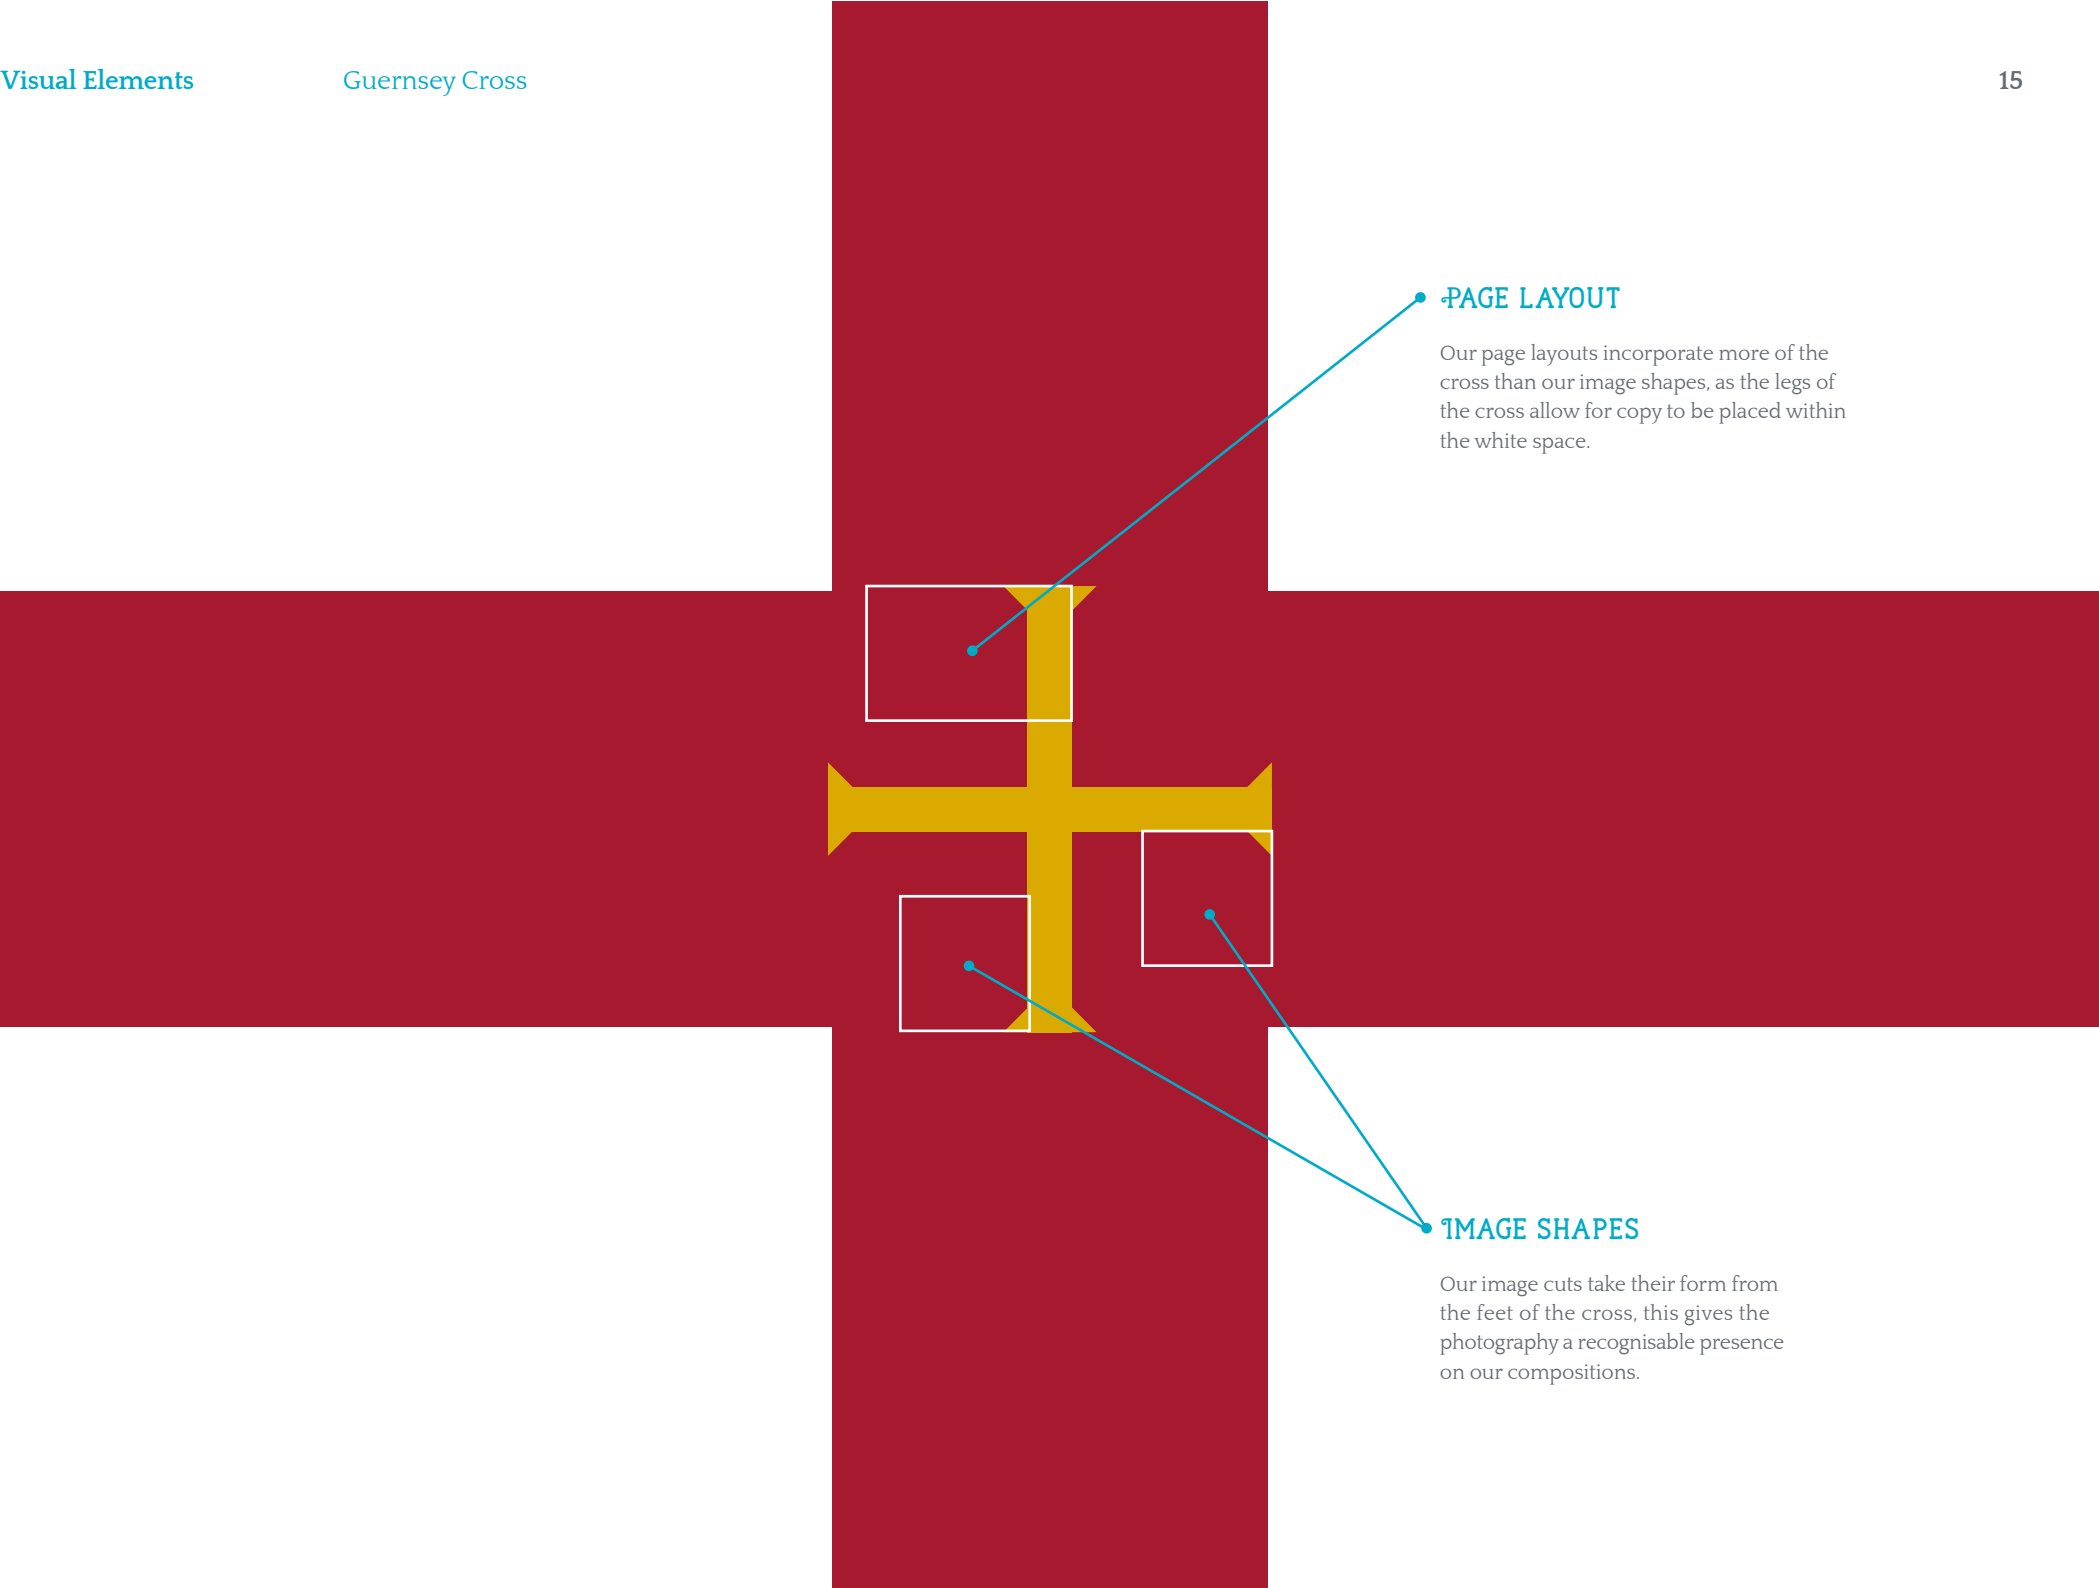 Visual Elements
Guernsey Cross
15
PAGE LAYOUT
Our page layouts incorporate more of the
cross than our image shapes, as the legs of
the cross allow for copy to be placed within
the white space.
IMAGE SHAPES
Our image cuts take their form from
the feet of the cross, this gives the
photography a recognisable presence
on our compositions.